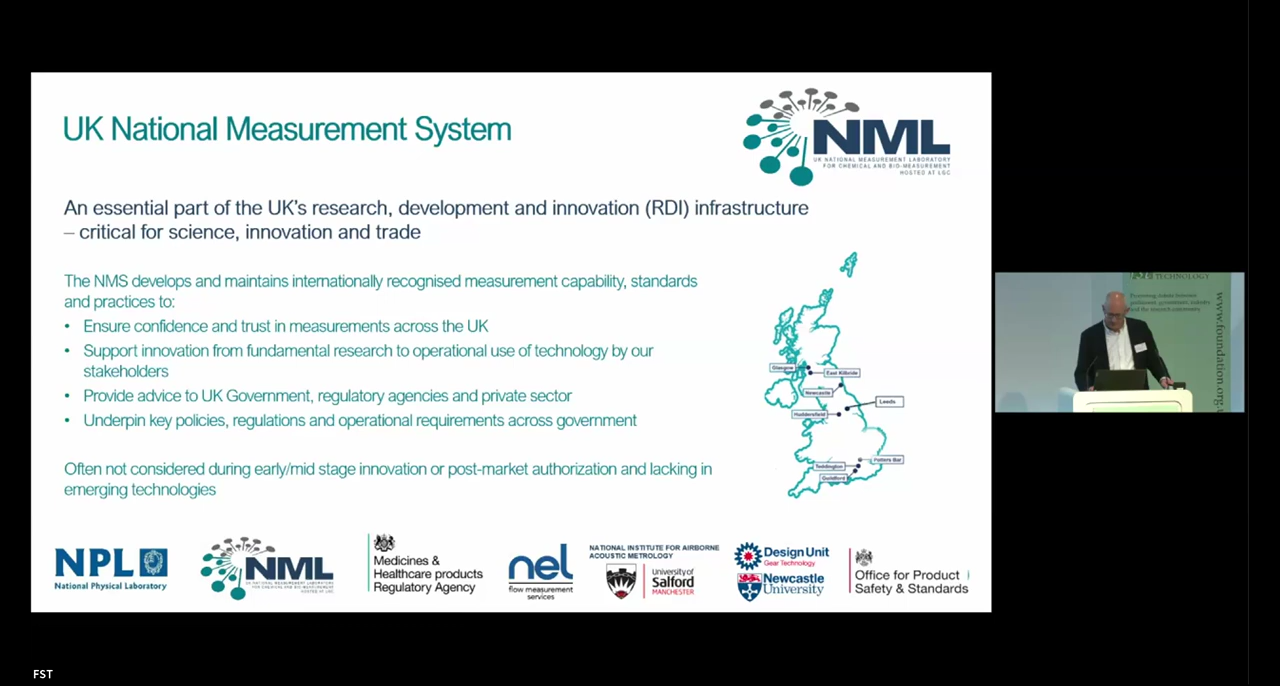 UK National Measurement System
NML
UK NATIONAL MEASUREMENT LABORATORY
FOR CHEMICAL AND BIO-MEASUREMENT
HOSTED AT LGC
An essential part of the UK's research, development and innovation (RDI) infrastructure
– critical for science, innovation and trade
The NMS develops and maintains internationally recognised measurement capability, standards
and practices to:
• Ensure confidence and trust in measurements across the UK
• Support innovation from fundamental research to operational use of technology by our
stakeholders
• Provide advice to UK Government, regulatory agencies and private sector
• Underpin key policies, regulations and operational requirements across government
Often not considered during early/mid stage innovation or post-market authorization and lacking in
emerging technologies
Glasgow
East Kilbride
Newcastle
Leeds
Huddersfield
Potters Bar
Teddington
Guildford
NPL
National Physical Laboratory
NML
UK NATIONAL MEASUREMENT LABORATORY
FOR CHEMICAL AND BIO-MEASUREMENT
HOSTED AT LGC
Medicines &
Healthcare products
Regulatory Agency
nel
flow measurement
services
NATIONAL INSTITUTE FOR AIRBORNE
ACOUSTIC METROLOGY
University of
Salford
MANCHESTER
Design Unit
Gear Technology
Newcastle
University
Office for Product
Safety & Standards
TECHNOLOGY
www.foundation.org.
FST